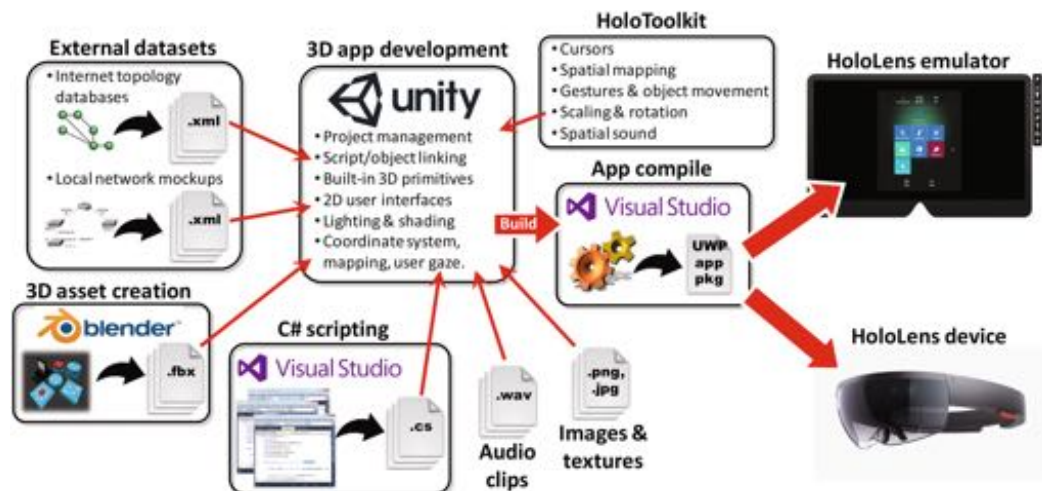 External datasets
• Internet topology
databases
.xml
• Local network mockups
.xml
3D app development
unity
• Project management
• Script/object linking
• Built-in 3D primitives
• 2D user interfaces
• Lighting & shading
• Coordinate system,
mapping, user gaze.
HoloToolkit
• Cursors
• Spatial mapping
• Gestures & object movement
• Scaling & rotation
• Spatial sound
HoloLens emulator
Build
App compile
Visual Studio
UWP
app
pkg
3D asset creation
blender™
.fbx
C# scripting
Visual Studio
.cs
.wav
Audio
clips
.png,
.jpg
Images &
textures
HoloLens device